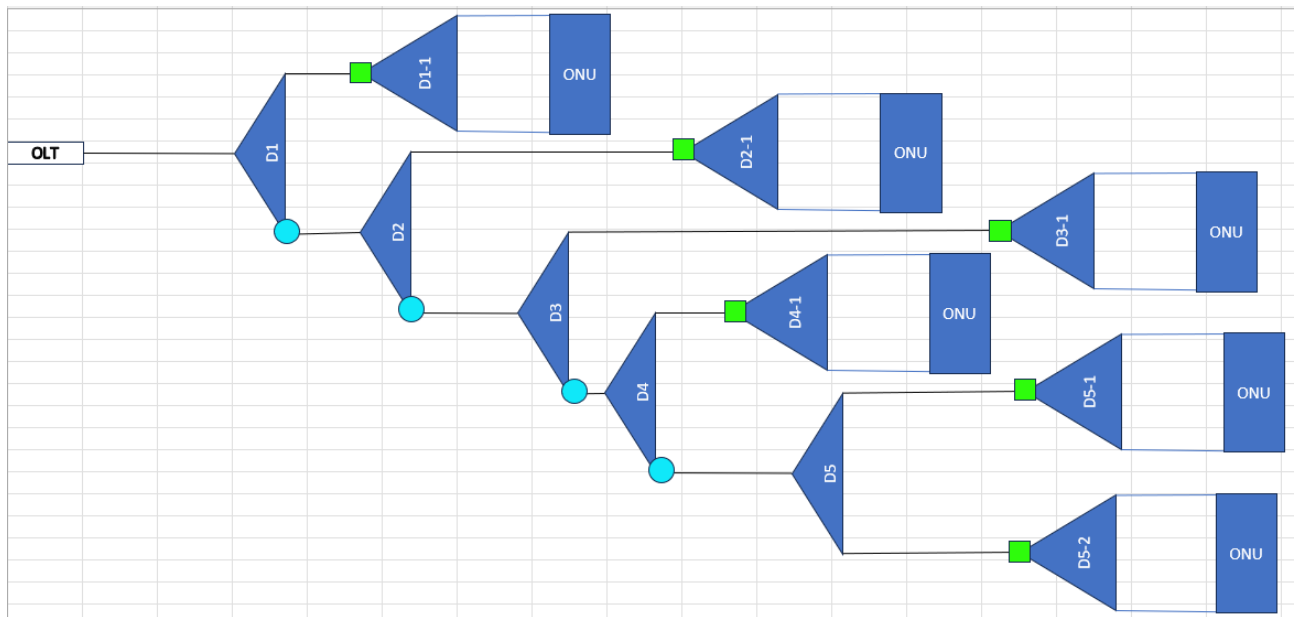 OLT
D1
D1-1
ONU
D2
D2-1
ONU
D3
D3-1
ONU
D4
D4-1
ONU
D5
D5-1
ONU
D5-2
ONU